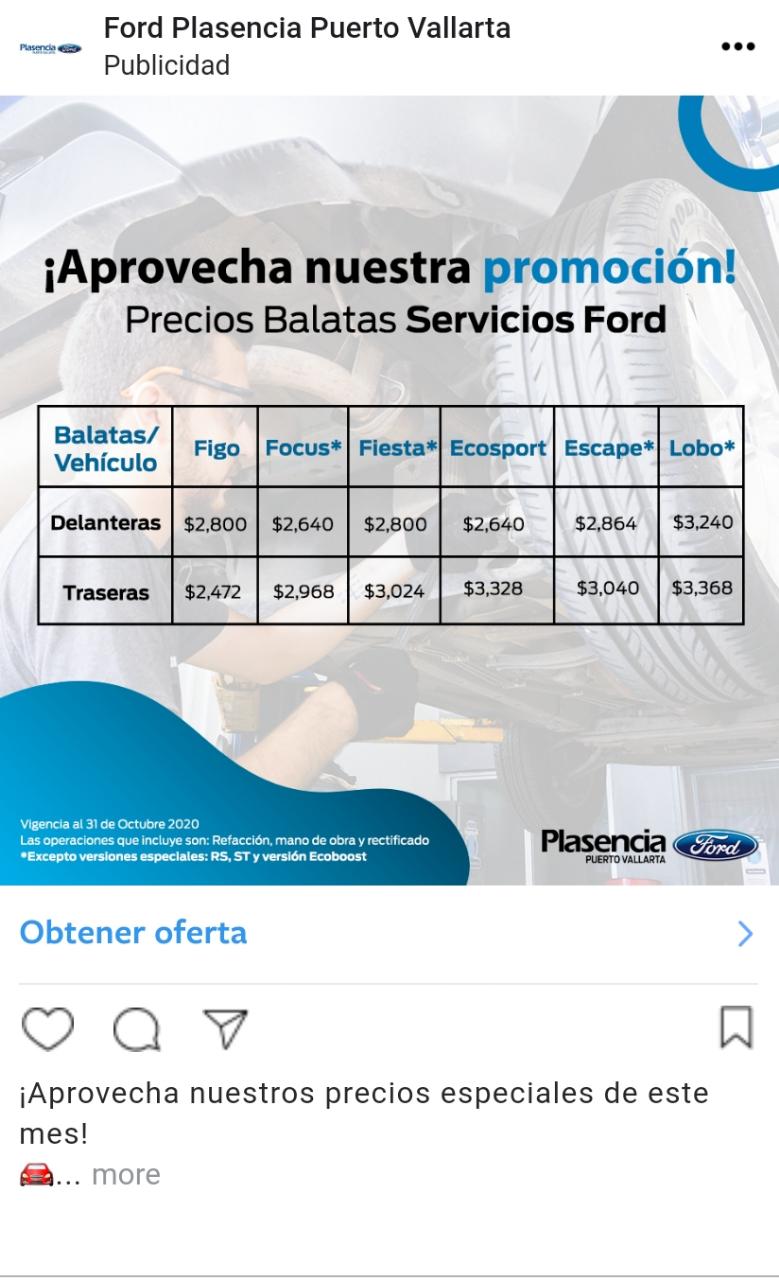 Plasencia Ford
Ford Plasencia Puerto Vallarta
Publicidad
¡Aprovecha nuestra promoción!
Precios Balatas Servicios Ford
Balatas/ Vehículo Figo Focus* Fiesta* Ecosport Escape* Lobo*
Delanteras $2,800 $2,640 $2,800 $2,640 $2,864 $3,240
Traseras $2,472 $2,968 $3,024 $3,328 $3,040 $3,368
Vigencia al 31 de Octubre 2020
Las operaciones que incluye son: Refacción, mano de obra y rectificado
*Excepto versiones especiales: RS, ST y versión Ecoboost
Plasencia Ford
PUERTO VALLARTA
Obtener oferta
¡Aprovecha nuestros precios especiales de este
mes!
🚘... more